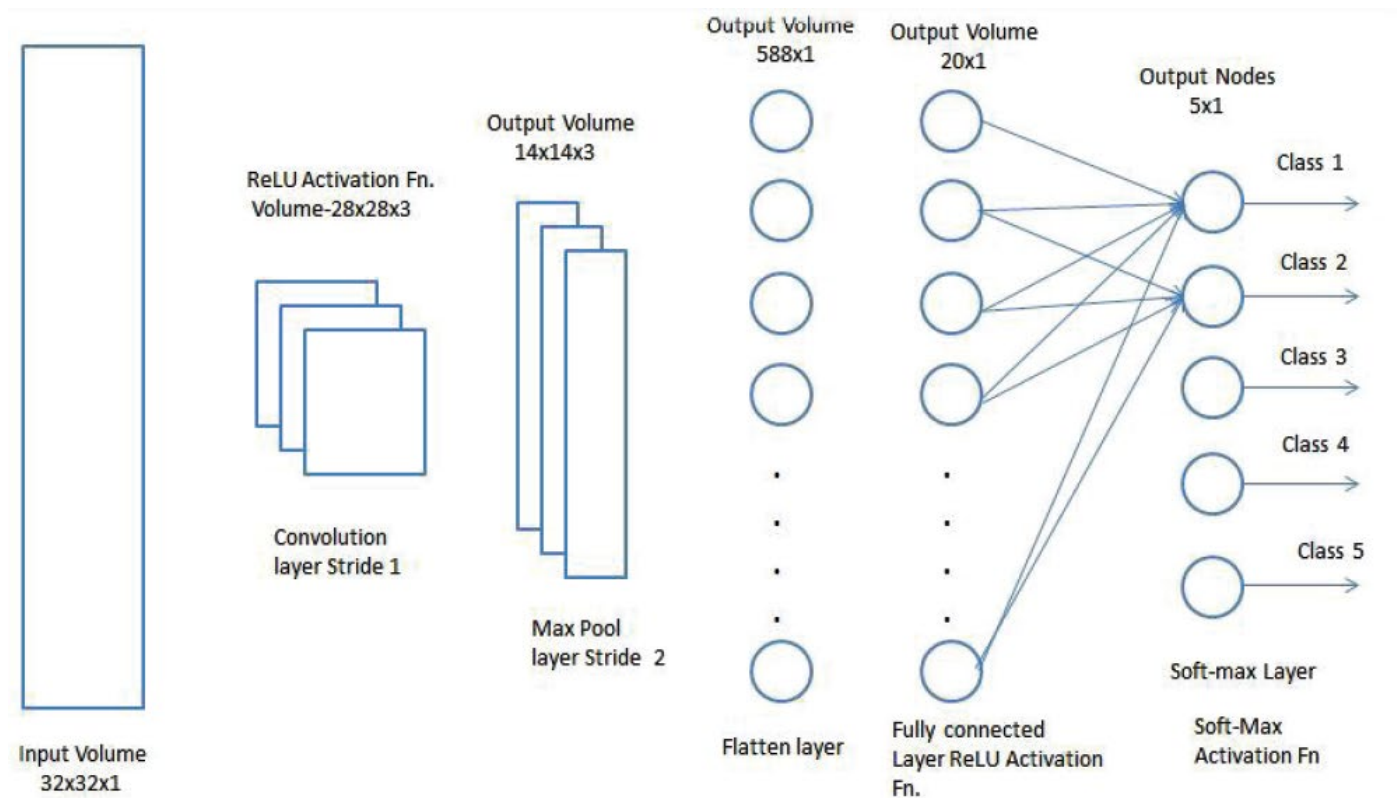 Input Volume
32x32x1
ReLU Activation Fn.
Volume-28x28x3
Convolution
layer Stride 1
Output Volume
14x14x3
Max Pool
layer Stride 2
Output Volume
588x1
Flatten layer
Output Volume
20x1
Fully connected
Layer ReLU Activation
Fn.
Output Nodes
5x1
Class 1
Class 2
Class 3
Class 4
Class 5
Soft-max Layer
Soft-Max
Activation Fn